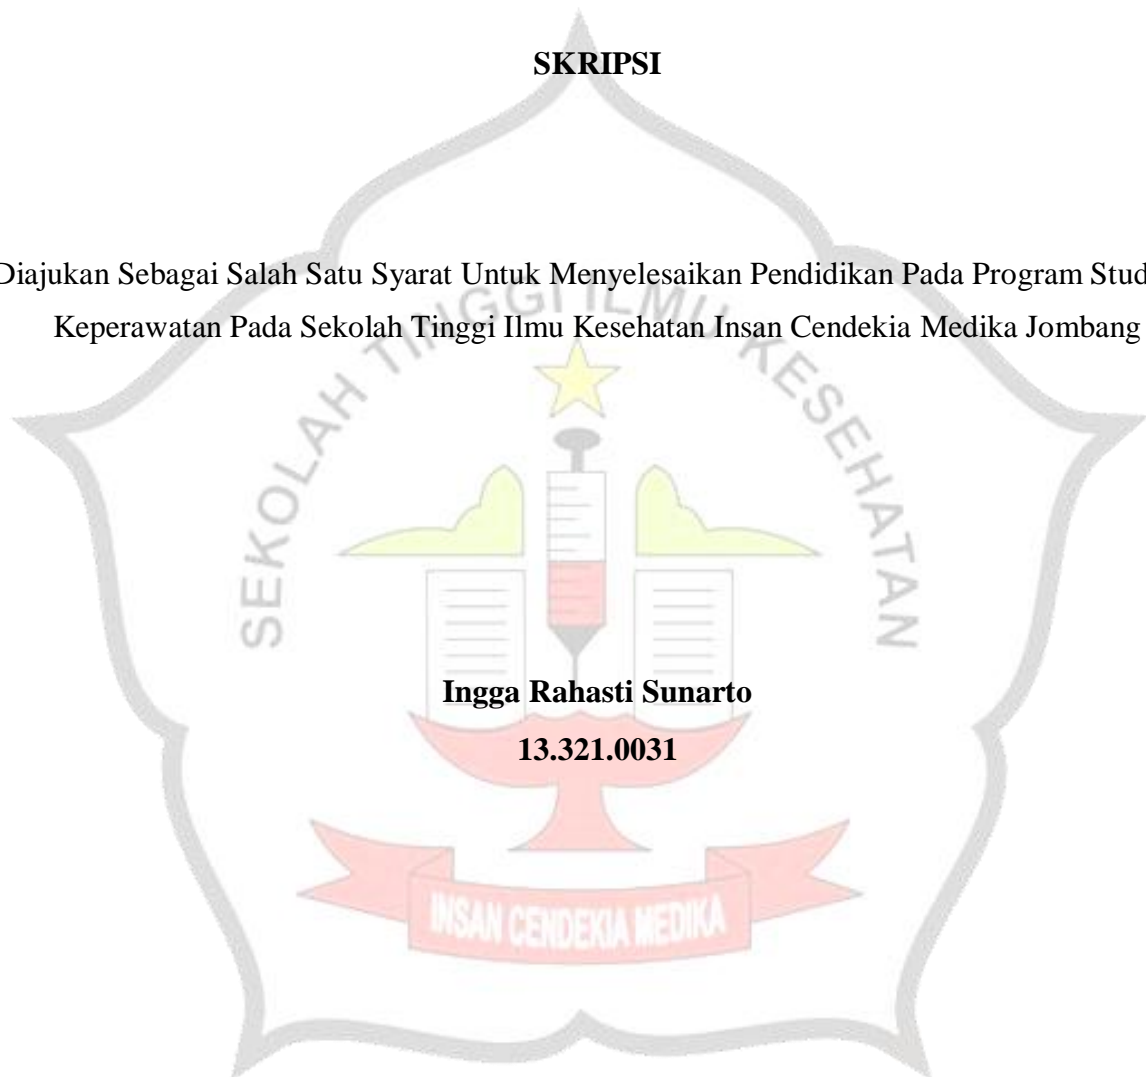 SKRIPSI
Diajukan Sebagai Salah Satu Syarat Untuk Menyelesaikan Pendidikan Pada Program Stud
Keperawatan Pada Sekolah Tinggi Ilmu Kesehatan Insan Cendekia Medika Jombang
SEKOLAH TINGGI ILMU KESEHATAN
Ingga Rahasti Sunarto
13.321.0031
INSAN CENDEKIA MEDIKA